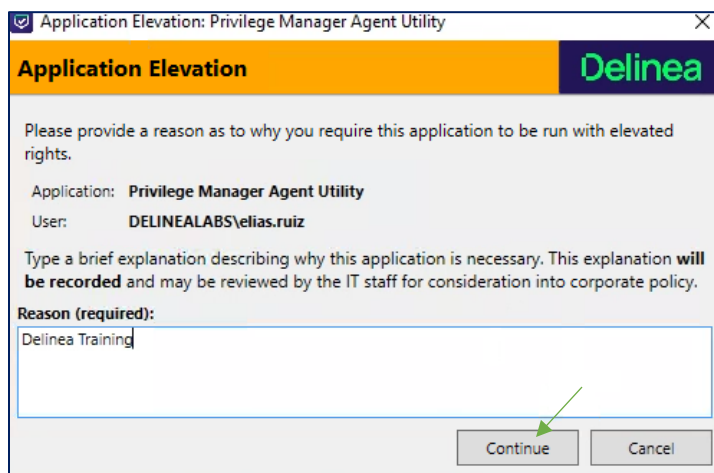 Application Elevation: Privilege Manager Agent Utility
Application Elevation
Delinea
Please provide a reason as to why you require this application to be run with elevated
rights.
Application: Privilege Manager Agent Utility
User: DELINEALABS\elias.ruiz
Type a brief explanation describing why this application is necessary. This explanation will
be recorded and may be reviewed by the IT staff for consideration into corporate policy.
Reason (required):
Delinea Training
Continue
Cancel